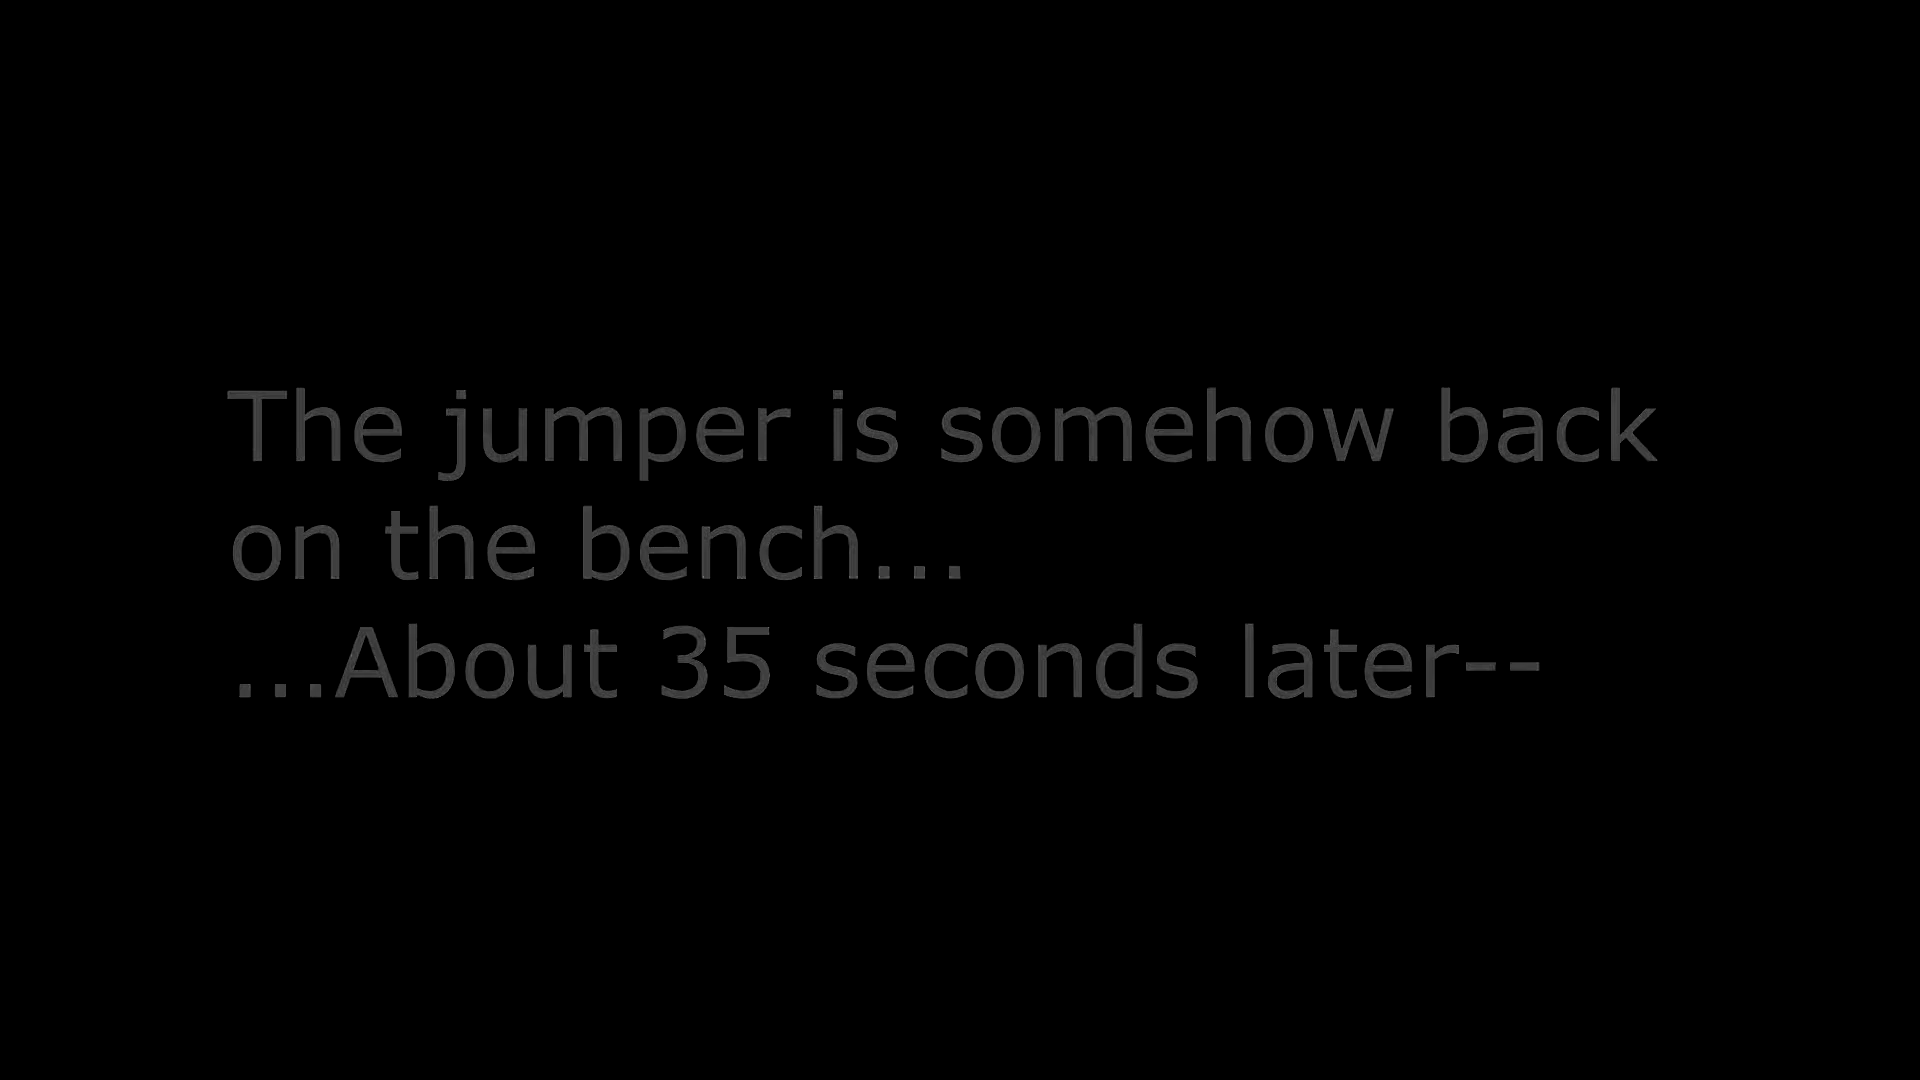 The jumper is somehow back
on the bench...
...About 35 seconds later--